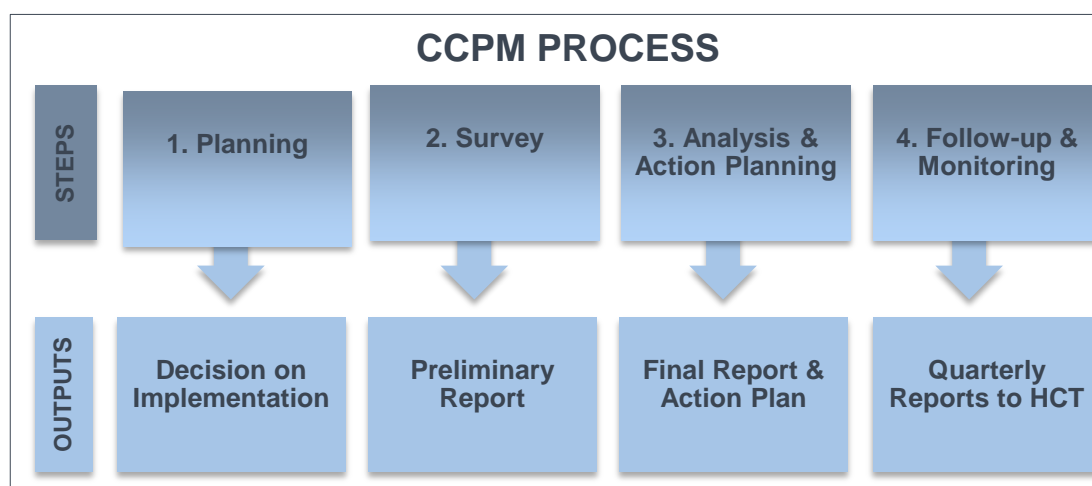 CCPM PROCESS
STEPS
1. Planning
2. Survey
3. Analysis &
Action Planning
4. Follow-up &
Monitoring
OUTPUTS
Decision on
Implementation
Preliminary
Report
Final Report &
Action Plan
Quarterly
Reports to HCT